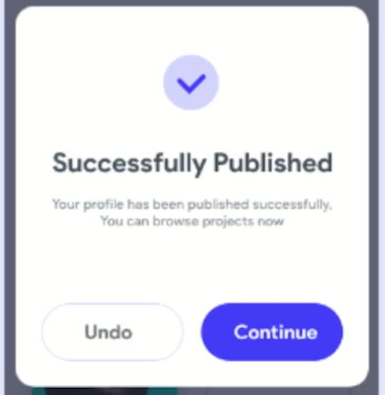 Successfully Published
Your profile has been published successfully.
You can browse projects now
Undo
Continue